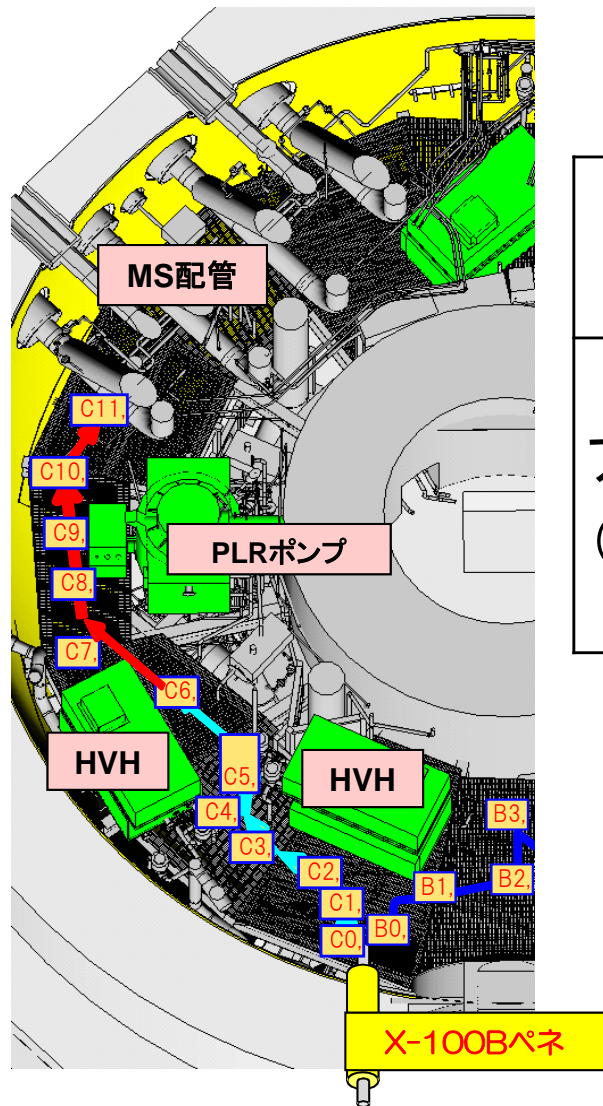 MS配管
C11,
C10,
C9,
PLRポンプ
C8,
C7,
C6,
HVH
HVH
C5,
C4,
B3,
C3,
C2,
B2,
B1,
C1,
B0,
C0,
X-100Bペネ